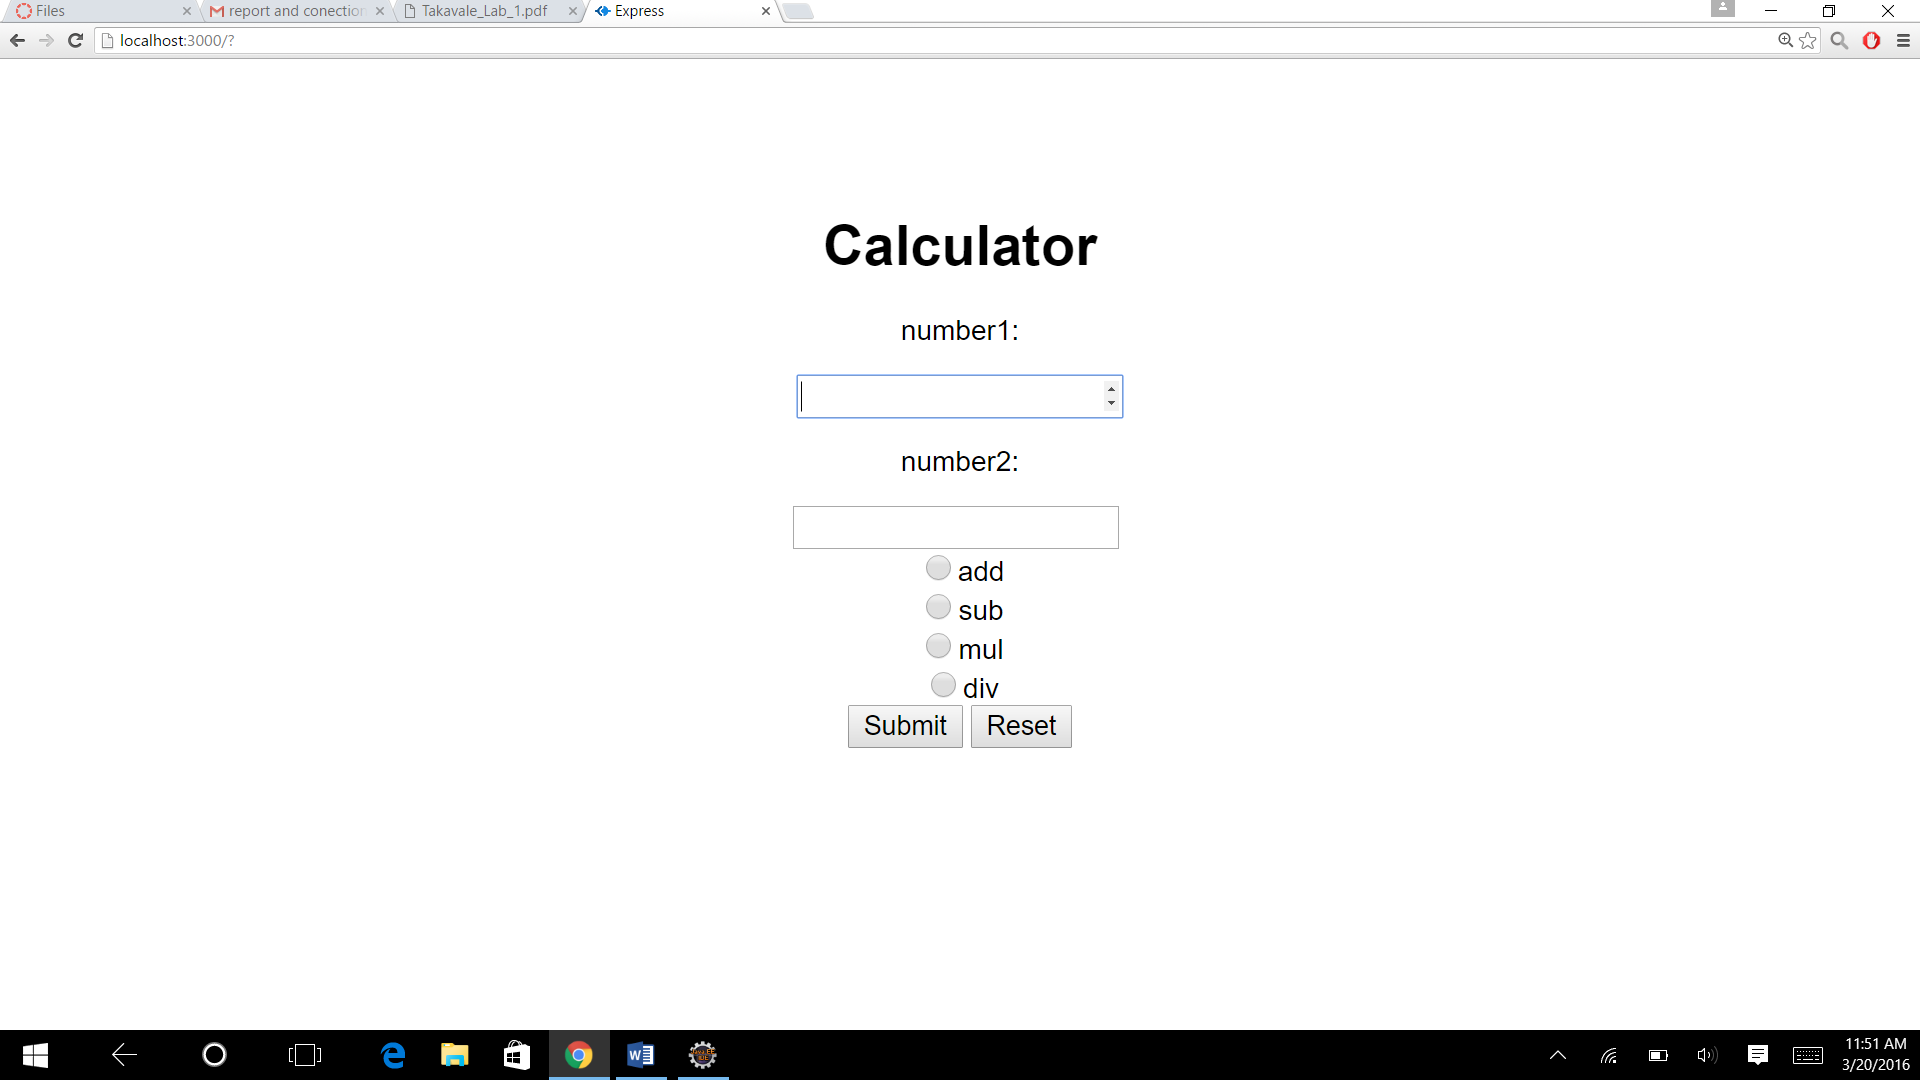 Files
report and conection
Takavale_Lab_1.pdf
Express
localhost:3000/?
Calculator
number1:
number2:
add
sub
mul
div
Submit Reset
11:51 AM
3/20/2016